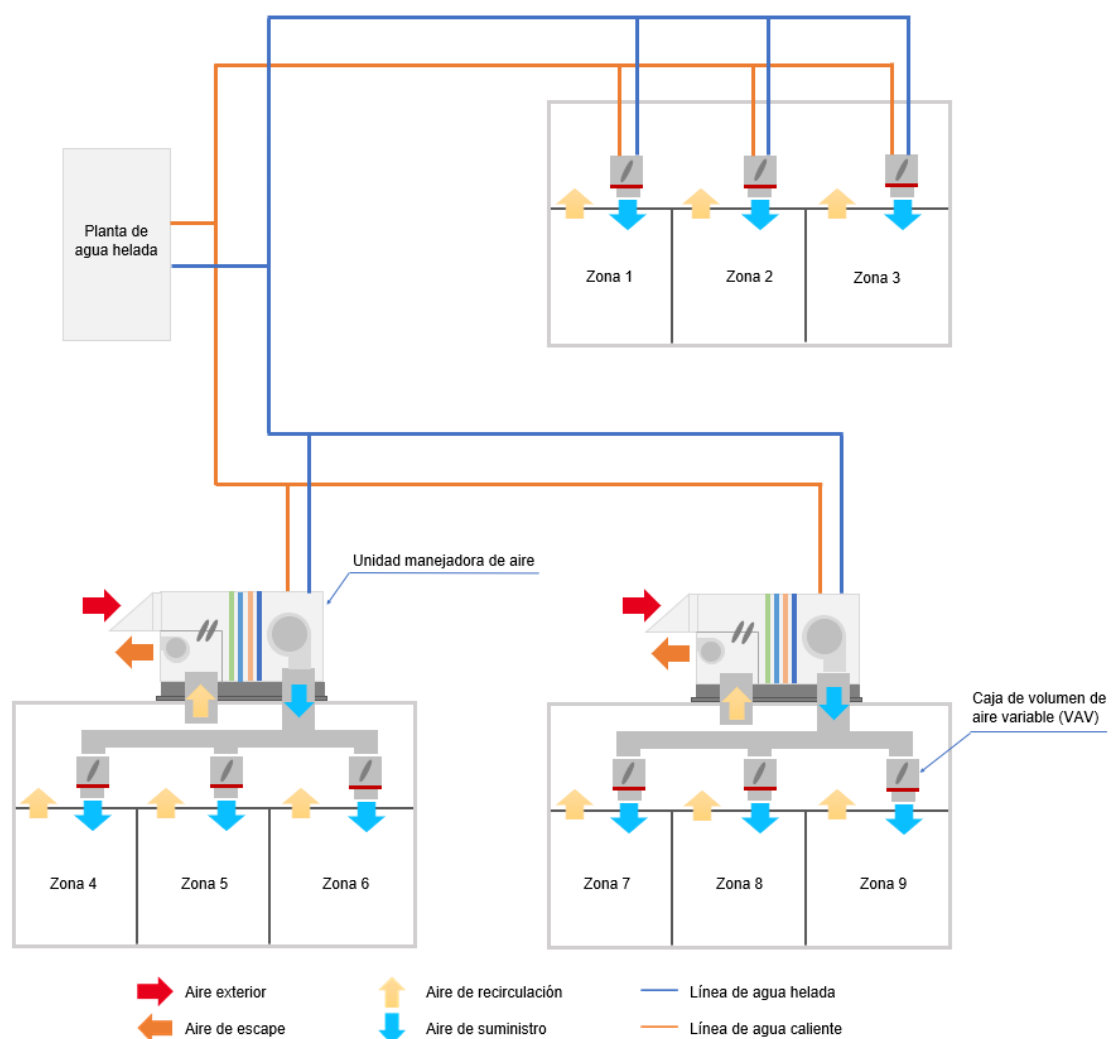 Planta de
agua helada
Zona 1
Zona 2
Zona 3
Unidad manejadora de aire
Caja de volumen de
aire variable (VAV)
Zona 4
Zona 5
Zona 6
Zona 7
Zona 8
Zona 9
Aire exterior
Aire de recirculación
Línea de agua helada
Aire de escape
Aire de suministro
Línea de agua caliente